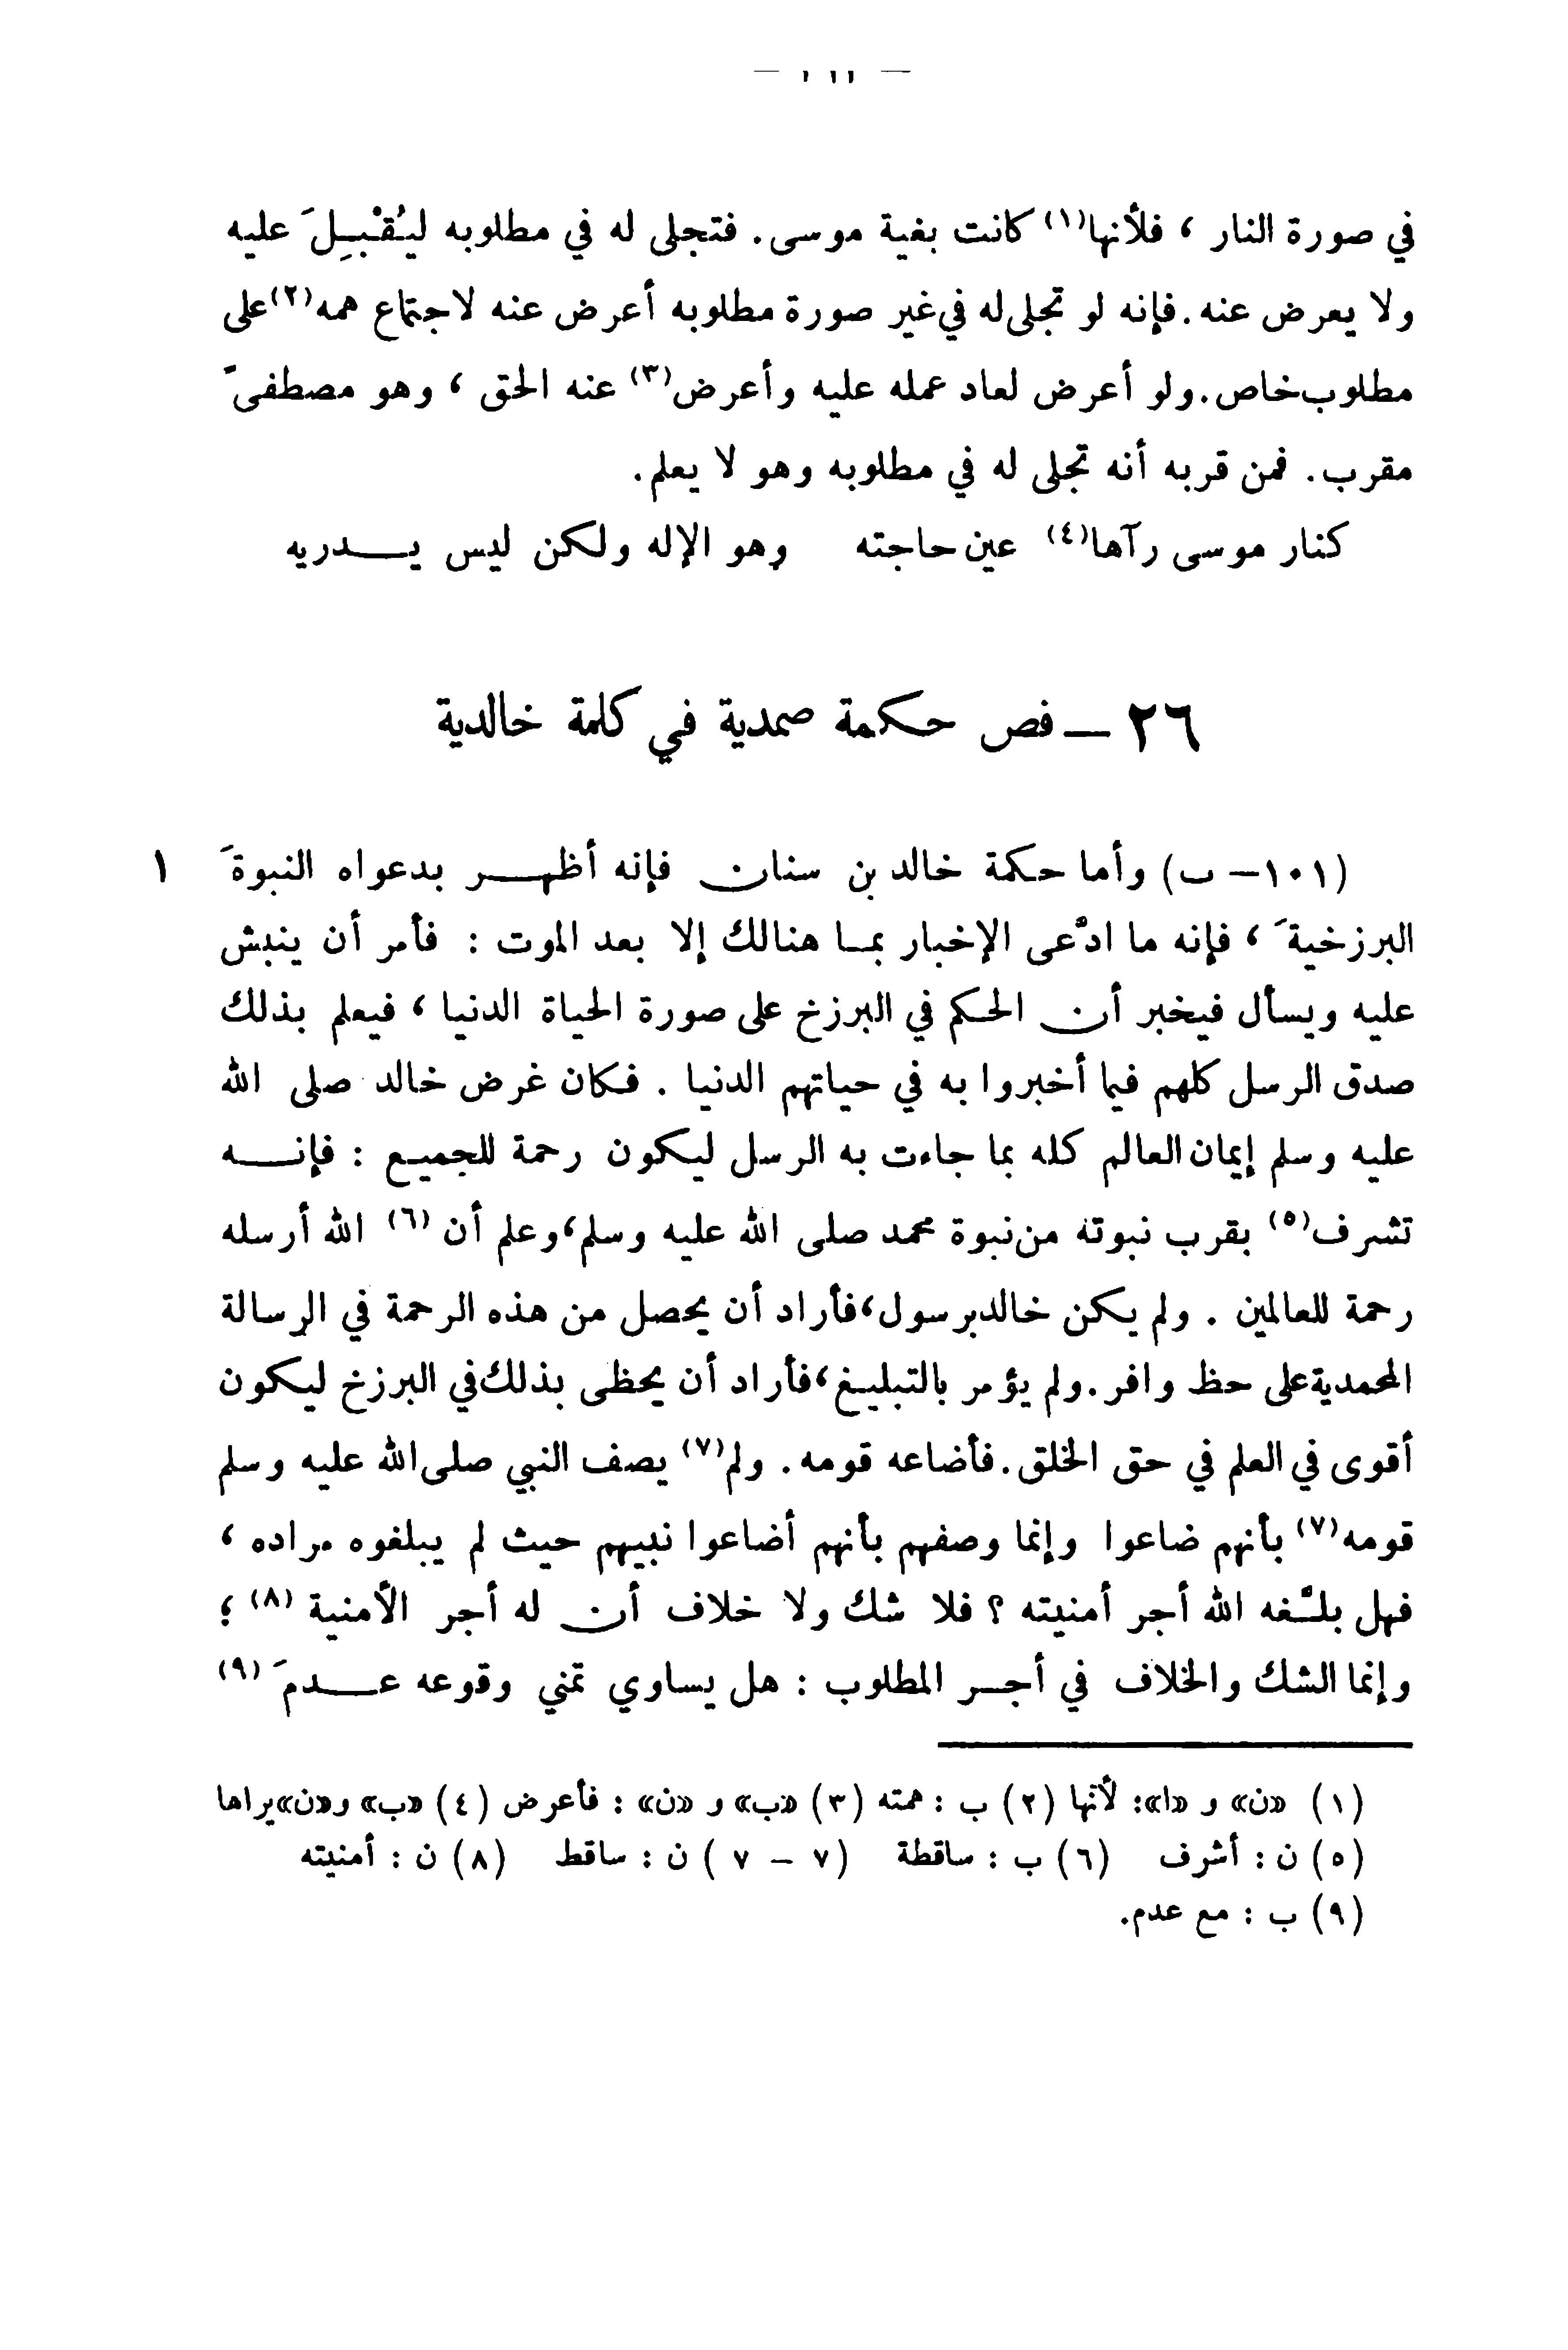 في صورة النار ، فلأنها(١) كانت بغية موسى. فتجلى له في مطلوبه ليُقْبِلَ عليه
ولا يعرض عنه. فإنه لو تجلى له في غير صورة مطلوبه أعرض عنه لاجتماع همه(٢) على
مطلوب خاص. ولو أعرض لعاد عمله عليه وأعرض(٣) عنه الحق ، وهو مصطفىً
مقرب. فمن قربه أنه تجلى له في مطلوبه وهو لا يعلم.
كنار موسى رآها(٤) عين حاجته وهو الإله ولكن ليس يـــدريه
٢٦ – فص حكمة صمدية في كلمة خالدية
(١٠١ – ب) وأما حكمة خالد بن سنان فإنه أظهر بدعواه النبوةَ ١
البرزخيةَ ، فإنه ما ادَّعى الإخبار بما هنالك إلا بعد الموت : فأمر أن ينبش
عليه ويسأل فيخبر أن الحكم في البرزخ على صورة الحياة الدنيا ، فيعلم بذلك
صدق الرسل كلهم فيما أخبروا به في حياتهم الدنيا . فكان غرض خالد صلى الله
عليه وسلم إيمان العالم كله بما جاءت به الرسل ليكون رحمة للجميع : فإنـــه
تشرف(٥) بقرب نبوته من نبوة محمد صلى الله عليه وسلم، وعلم أن (٦) الله أرسله
رحمة للعالمين . ولم يكن خالد برسول، فأراد أن يحصل من هذه الرحمة في الرسالة
المحمدية على حظ وافر. ولم يؤمر بالتبليغ، فأراد أن يحظى بذلك في البرزخ ليكون
أقوى في العلم في حق الخلق. فأضاعه قومه. ولم(٧) يصف النبي صلى الله عليه وسلم
قومه(٧) بأنهم ضاعوا وإنما وصفهم بأنهم أضاعوا نبيهم حيث لم يبلغوه مراده ،
فهل بلَّغه الله أجر أمنيته ؟ فلا شك ولا خلاف أن له أجر الأمنية (٨) ؛
وإنما الشك والخلاف في أجر المطلوب : هل يساوي تمني وقوعه عـــدمَ (٩)
(١) «ن» و «ا»: لأنها (٢) ب : همته (٣) «ب» و «ن» : فأعرض (٤) «ب» و«ن» يراها
(٥) ن : أشرف (٦) ب : ساقطة (٧ – ٧) ن : ساقط (٨) ن : أمنيته
(٩) ب : مع عدم.